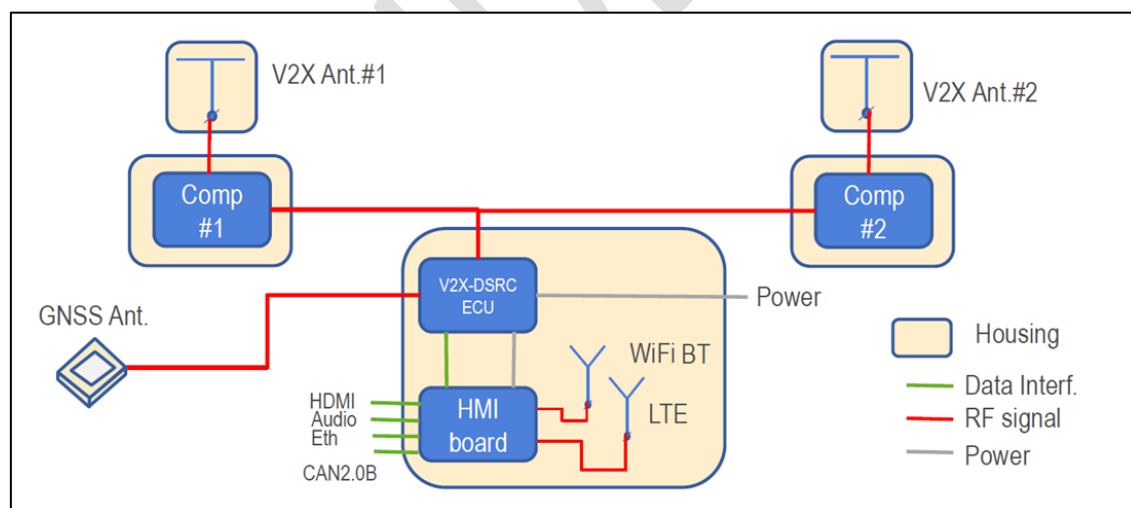 V2X Ant.#1
V2X Ant.#2
Comp
#1
Comp
#2
V2X-DSRC
ECU
Power
GNSS Ant.
WiFi BT
LTE
HDMI
Audio
Eth
CAN2.0B
HMI
board
Housing
Data Interf.
RF signal
Power